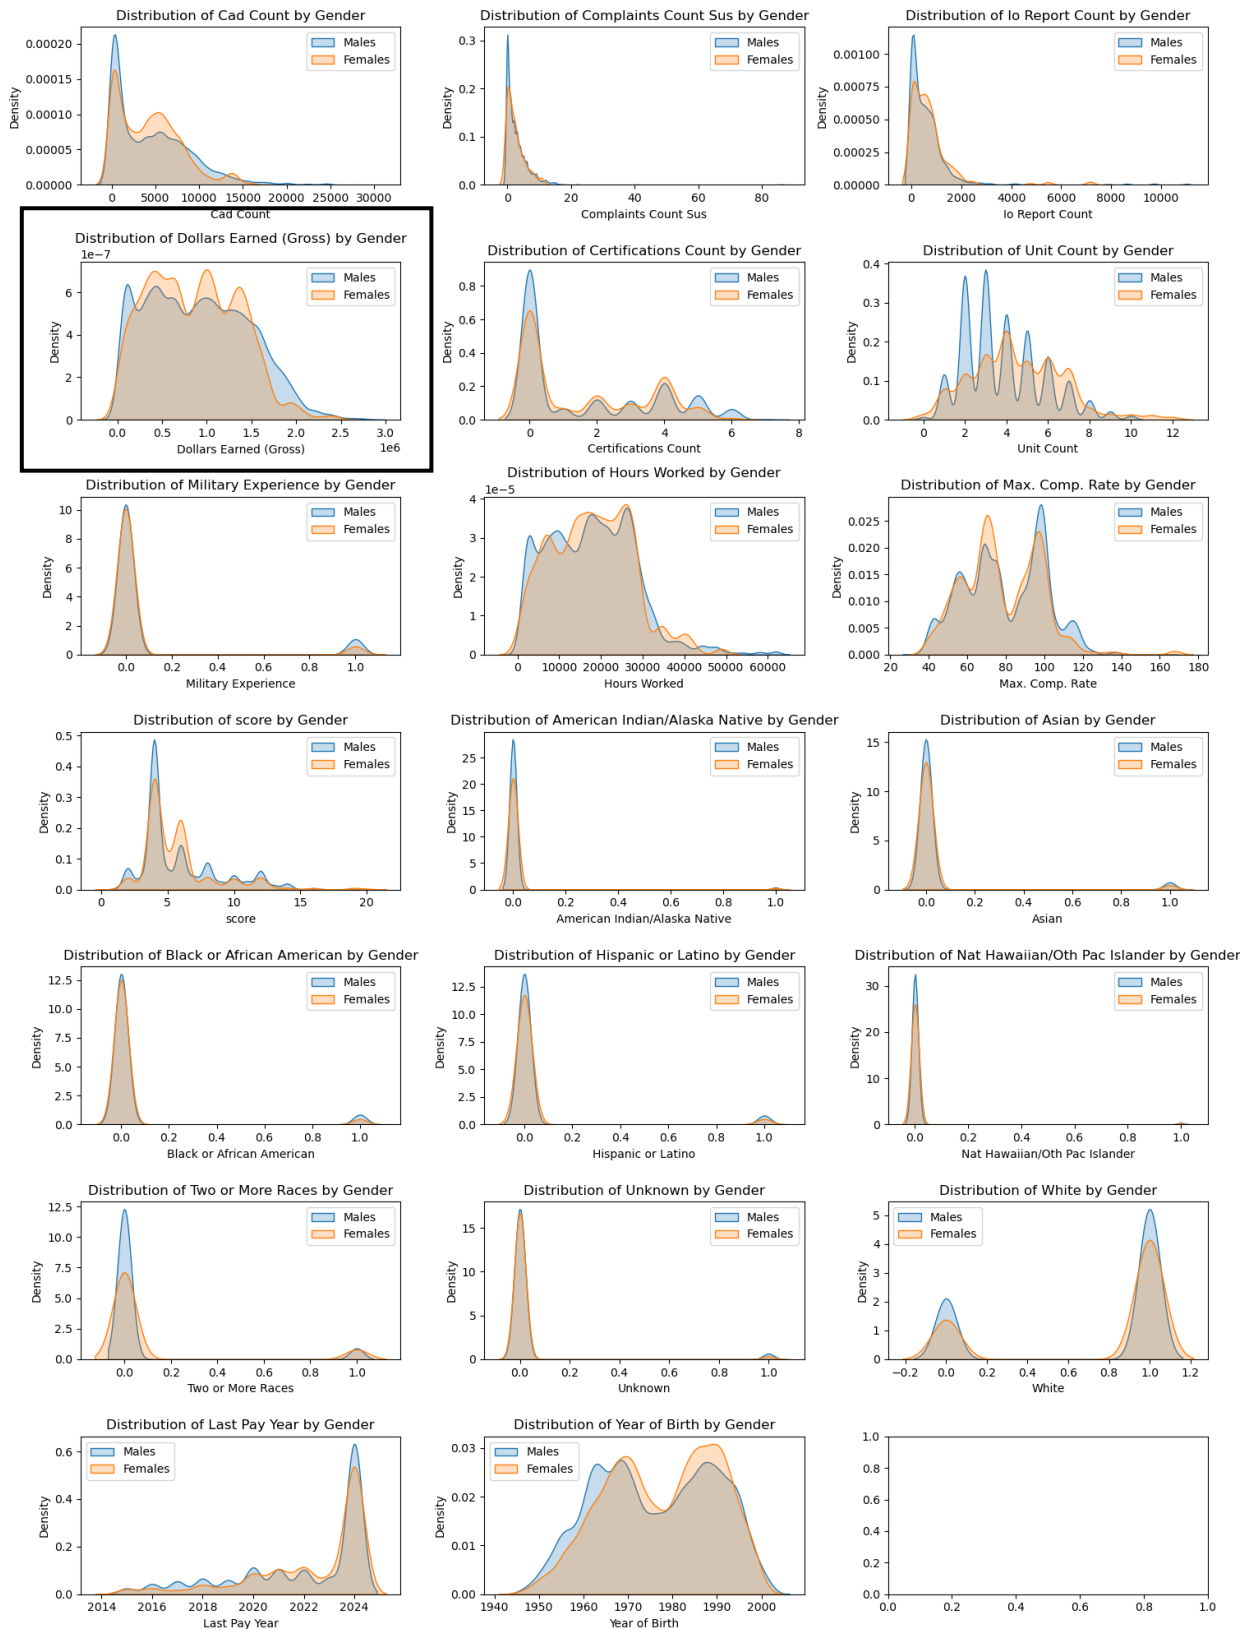 Distribution of Cad Count by Gender
Density
0.00020
0.00015
0.00010
0.00005
0.00000
Males
Females
0 5000 10000 15000 20000 25000 30000
Cad Count
Distribution of Complaints Count Sus by Gender
Density
0.3
0.2
0.1
0.0
Males
Females
0 20 40 60 80
Complaints Count Sus
Distribution of Io Report Count by Gender
Density
0.00100
0.00075
0.00050
0.00025
0.00000
Males
Females
0 2000 4000 6000 8000 10000
Io Report Count
Distribution of Dollars Earned (Gross) by Gender
1e-7
Density
6
4
2
0
Males
Females
0.0 0.5 1.0 1.5 2.0 2.5 3.0
1e6
Dollars Earned (Gross)
Distribution of Certifications Count by Gender
Density
0.8
0.6
0.4
0.2
0.0
Males
Females
0 2 4 6 8
Certifications Count
Distribution of Unit Count by Gender
Density
0.4
0.3
0.2
0.1
0.0
Males
Females
0 2 4 6 8 10 12
Unit Count
Distribution of Military Experience by Gender
Density
10
8
6
4
2
0
Males
Females
0.0 0.2 0.4 0.6 0.8 1.0
Military Experience
Distribution of Hours Worked by Gender
1e-5
Density
4
3
2
1
0
Males
Females
0 10000 20000 30000 40000 50000 60000
Hours Worked
Distribution of Max. Comp. Rate by Gender
Density
0.025
0.020
0.015
0.010
0.005
0.000
Males
Females
20 40 60 80 100 120 140 160 180
Max. Comp. Rate
Distribution of score by Gender
Density
0.5
0.4
0.3
0.2
0.1
0.0
Males
Females
0 5 10 15 20
score
Distribution of American Indian/Alaska Native by Gender
Density
25
20
15
10
5
0
Males
Females
0.0 0.2 0.4 0.6 0.8 1.0
American Indian/Alaska Native
Distribution of Asian by Gender
Density
15
10
5
0
Males
Females
0.0 0.2 0.4 0.6 0.8 1.0
Asian
Distribution of Black or African American by Gender
Density
12.5
10.0
7.5
5.0
2.5
0.0
Males
Females
0.0 0.2 0.4 0.6 0.8 1.0
Black or African American
Distribution of Hispanic or Latino by Gender
Density
12.5
10.0
7.5
5.0
2.5
0.0
Males
Females
0.0 0.2 0.4 0.6 0.8 1.0
Hispanic or Latino
Distribution of Nat Hawaiian/Oth Pac Islander by Gender
Density
30
20
10
0
Males
Females
0.0 0.2 0.4 0.6 0.8 1.0
Nat Hawaiian/Oth Pac Islander
Distribution of Two or More Races by Gender
Density
12.5
10.0
7.5
5.0
2.5
0.0
Males
Females
0.0 0.2 0.4 0.6 0.8 1.0
Two or More Races
Distribution of Unknown by Gender
Density
15
10
5
0
Males
Females
0.0 0.2 0.4 0.6 0.8 1.0
Unknown
Distribution of White by Gender
Density
5
4
3
2
1
0
Males
Females
−0.2 0.0 0.2 0.4 0.6 0.8 1.0 1.2
White
Distribution of Last Pay Year by Gender
Density
0.6
0.4
0.2
0.0
Males
Females
2014 2016 2018 2020 2022 2024
Last Pay Year
Distribution of Year of Birth by Gender
Density
0.03
0.02
0.01
0.00
Males
Females
1940 1950 1960 1970 1980 1990 2000
Year of Birth
1.0
0.8
0.6
0.4
0.2
0.0
0.0 0.2 0.4 0.6 0.8 1.0